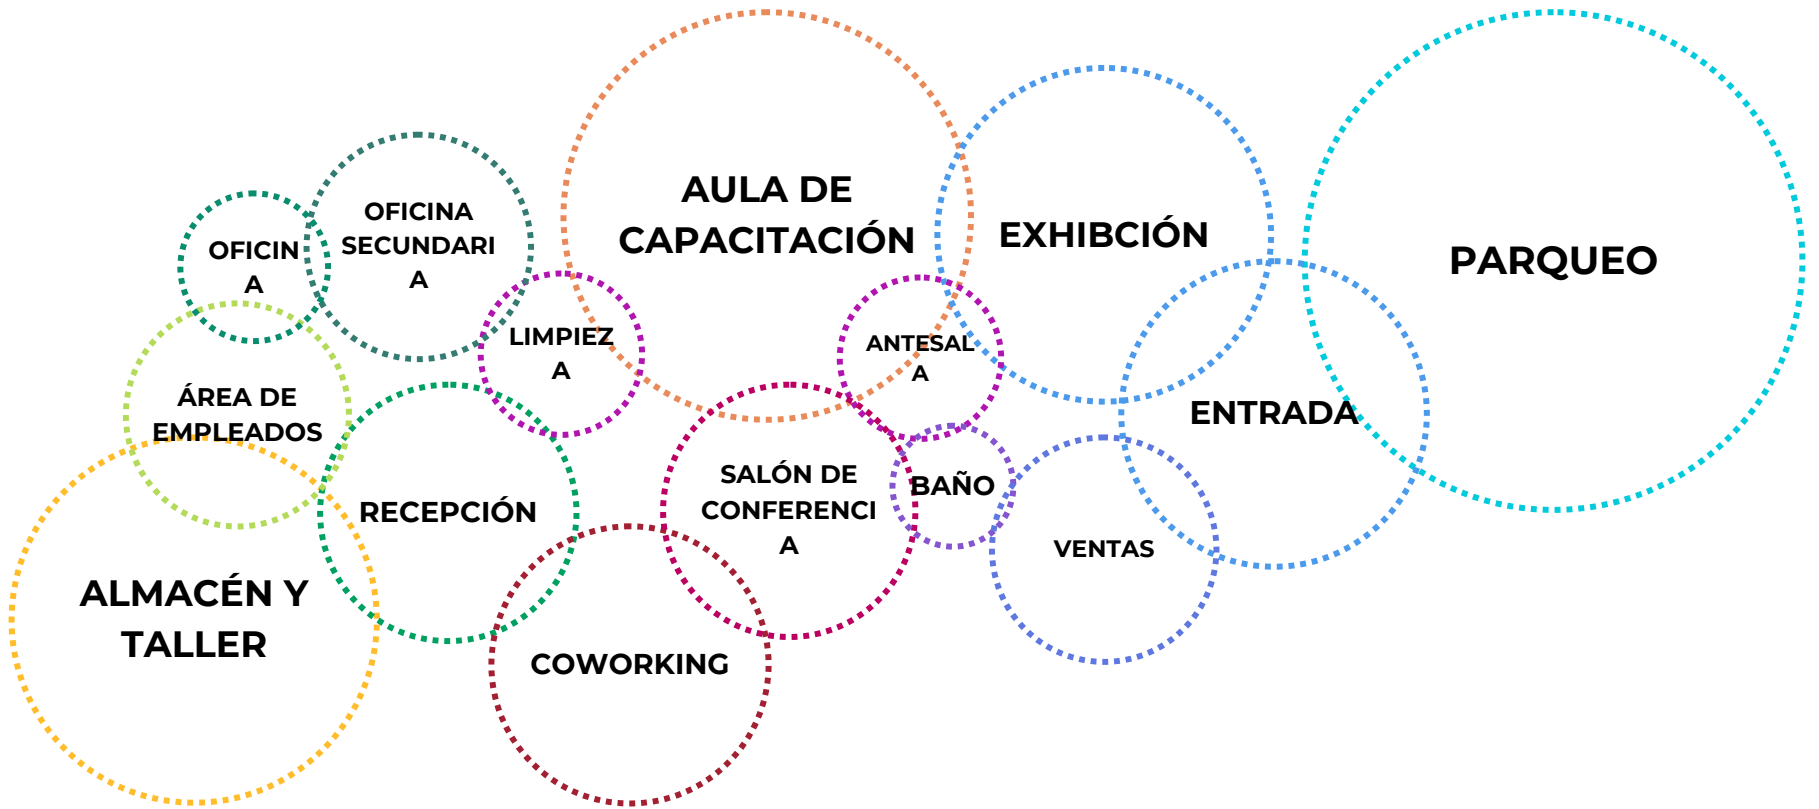 OFICIN
A
OFICINA
SECUNDARI
A
AULA DE
CAPACITACIÓN
EXHIBCIÓN
PARQUEO
LIMPIEZ
A
ANTESAL
A
ÁREA DE
EMPLEADOS
ENTRADA
RECEPCIÓN
SALÓN DE
CONFERENCI
A
BAÑO
VENTAS
ALMACÉN Y
TALLER
COWORKING